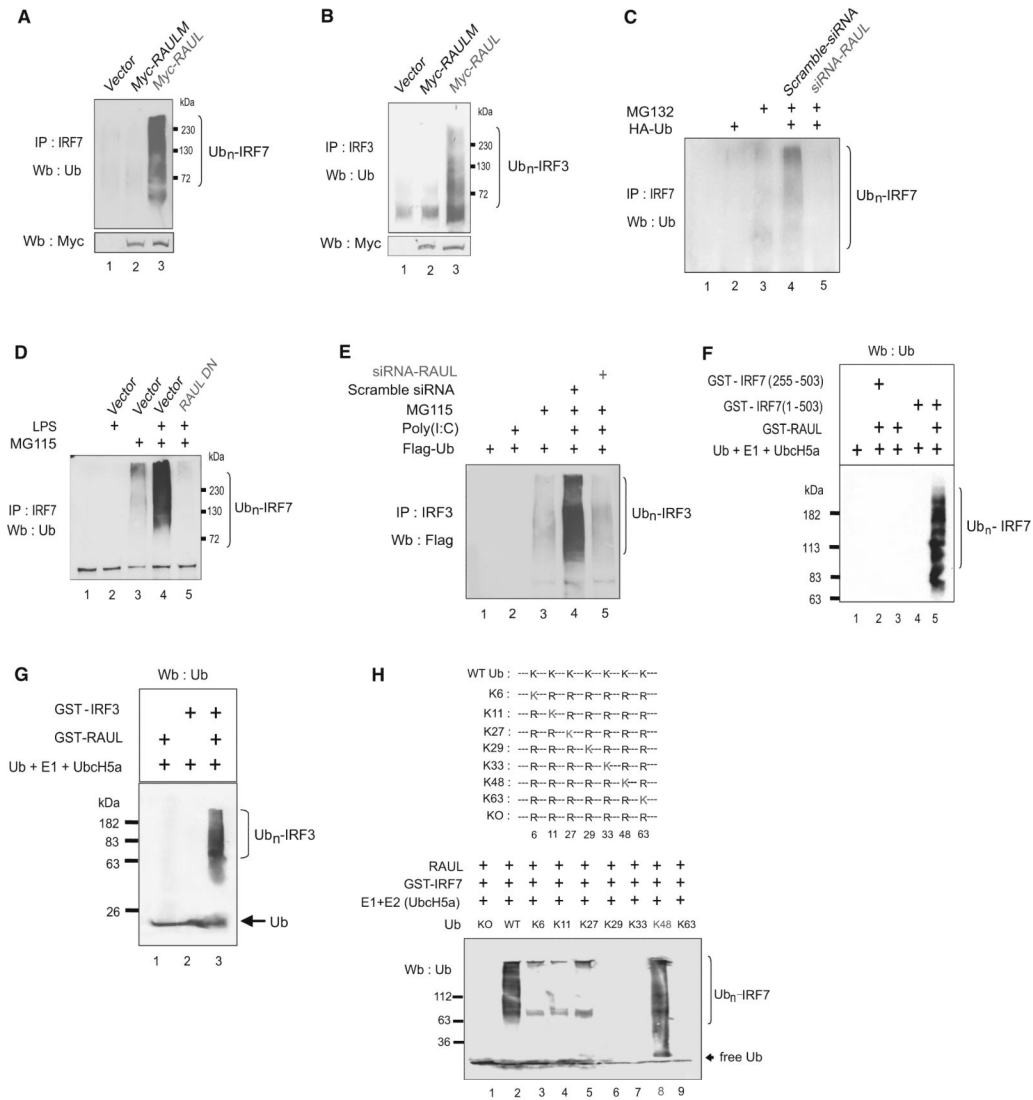 A
Vector
Myc-RAULM
Myc-RAUL
kDa
IP : IRF7
Wb : Ub
230
130
72
Ubn-IRF7
Wb : Myc
1 2 3
B
Vector
Myc-RAULM
Myc-RAUL
kDa
IP : IRF3
Wb : Ub
230
130
72
Ubn-IRF3
Wb : Myc
1 2 3
C
Scramble-siRNA
siRNA-RAUL
MG132 + + +
HA-Ub + + +
IP : IRF7
Wb : Ub
Ubn-IRF7
1 2 3 4 5
D
Vector
Vector
Vector
RAUL DN
LPS + + +
MG115 + + +
kDa
IP : IRF7
Wb : Ub
230
130
72
Ubn-IRF7
1 2 3 4 5
E
siRNA-RAUL +
Scramble siRNA +
MG115 + + +
Poly(I:C) + + +
Flag-Ub + + + + +
IP : IRF3
Wb : Flag
Ubn-IRF3
1 2 3 4 5
F
Wb : Ub
GST-IRF7(255-503) +
GST-IRF7(1-503) + +
GST-RAUL + + +
Ub + E1 + UbcH5a + + + + +
kDa
182
113
83
63
Ubn- IRF7
1 2 3 4 5
G
Wb : Ub
GST-IRF3 + +
GST-RAUL + +
Ub + E1 + UbcH5a + + +
kDa
182
83
63
26
Ubn-IRF3
Ub
1 2 3
H
WT Ub : ---K---K---K---K---K---K---K---
K6 : ---K---R---R---R---R---R---R---
K11 : ---R---K---R---R---R---R---R---
K27 : ---R---R---K---R---R---R---R---
K29 : ---R---R---R---K---R---R---R---
K33 : ---R---R---R---R---K---R---R---
K48 : ---R---R---R---R---R---K---R---
K63 : ---R---R---R---R---R---R---K---
KO : ---R---R---R---R---R---R---R---
6 11 27 29 33 48 63
RAUL + + + + + + + + +
GST-IRF7 + + + + + + + + +
E1+E2 (UbcH5a) + + + + + + + + +
Ub KO WT K6 K11 K27 K29 K33 K48 K63
Wb : Ub
112
63
36
Ubn-IRF7
free Ub
1 2 3 4 5 6 7 8 9